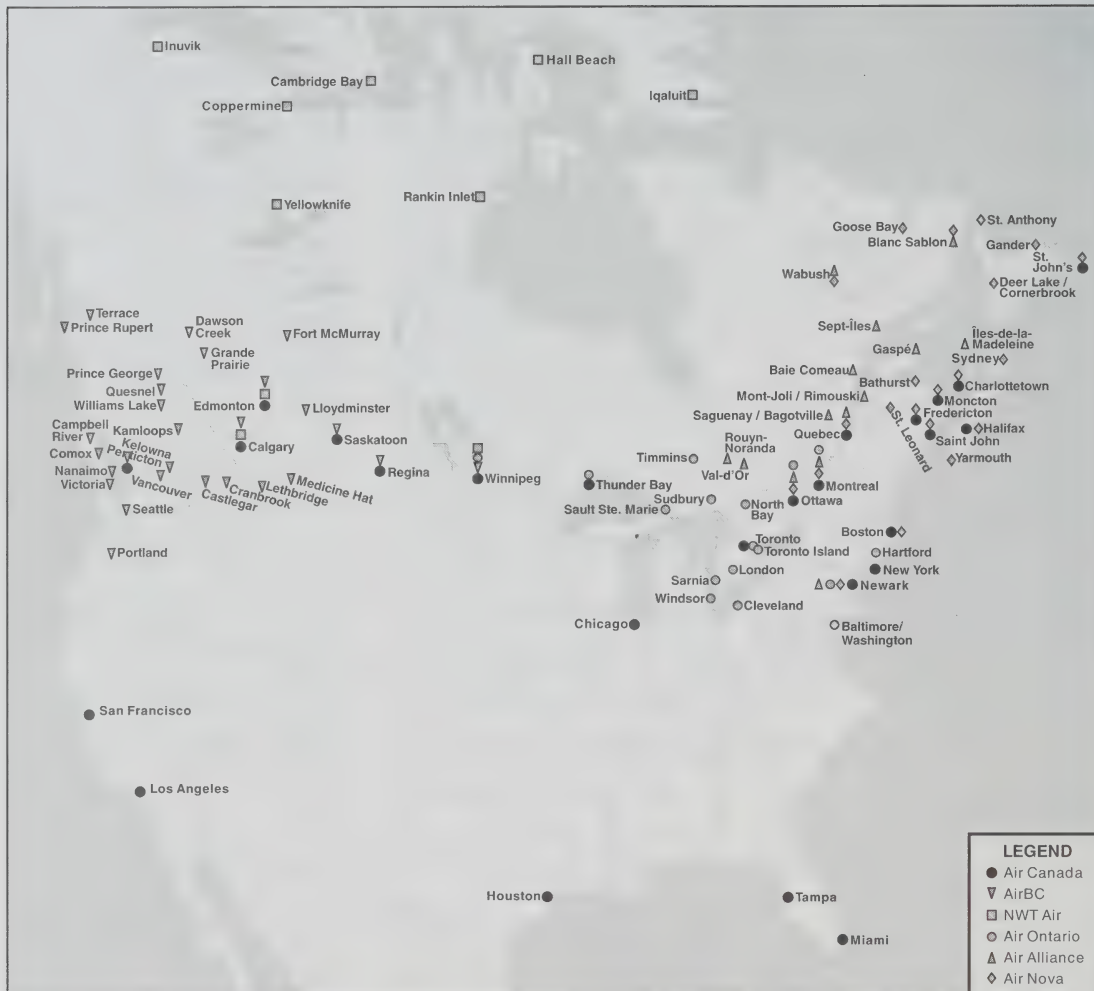 Inuvik
Hall Beach
Cambridge Bay
Iqaluit
Coppermine
Rankin Inlet
Yellowknife
St. Anthony
Goose Bay
Blanc Sablon
Gander
St.
John's
Wabush
Deer Lake /
Cornerbrook
Terrace
Prince Rupert
Dawson
Creek
Fort McMurray
Sept-Îles
Îles-de-la-
Madeleine
Grande
Prairie
Gaspé
Sydney
Prince George
Baie Comeau
Bathurst
Charlottetown
Quesnel
Mont-Joli / Rimouski
Moncton
Williams Lake
Edmonton
Lloydminster
Saguenay / Bagotville
St. Leonard
Fredericton
Campbell
River
Kamloops
Saskatoon
Quebec
Saint John
Halifax
Comox
Kelowna
Penticton
Calgary
Rouyn-
Noranda
Timmins
Val-d'Or
Yarmouth
Nanaimo
Victoria
Vancouver
Castlegar
Cranbrook
Lethbridge
Medicine Hat
Regina
Winnipeg
Thunder Bay
Montreal
Sudbury
Ottawa
Seattle
Sault Ste. Marie
North
Bay
Boston
Portland
Toronto
Toronto Island
Hartford
London
New York
Sarnia
Newark
Windsor
Cleveland
Chicago
Baltimore/
Washington
San Francisco
Los Angeles
Houston
Tampa
Miami
LEGEND
Air Canada
AirBC
NWT Air
Air Ontario
Air Alliance
Air Nova